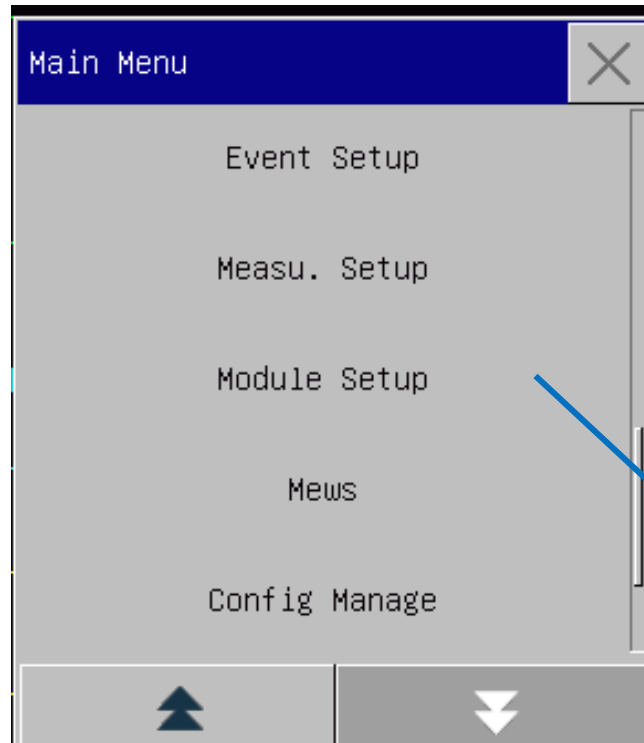 Main Menu
Event Setup
Measu. Setup
Module Setup
Mews
Config Manage